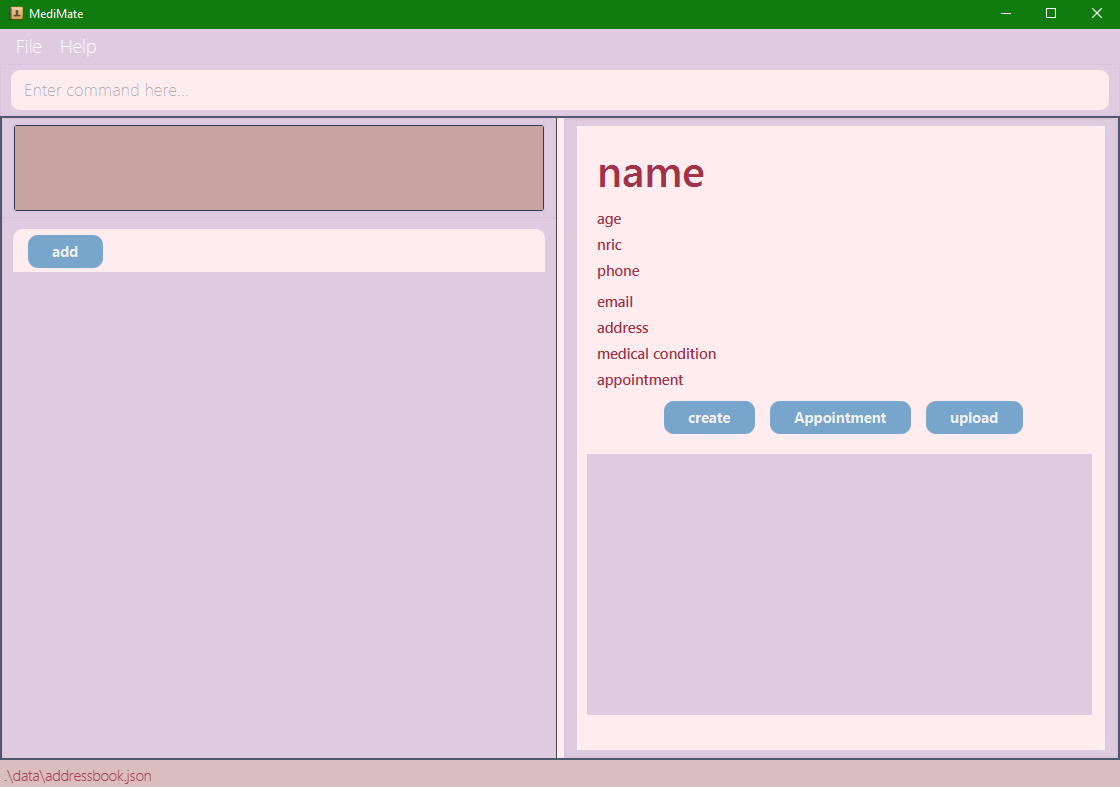 MediMate
File Help
Enter command here...
add
name
age
nric
phone
email
address
medical condition
appointment
create Appointment upload
.\data\addressbook.json